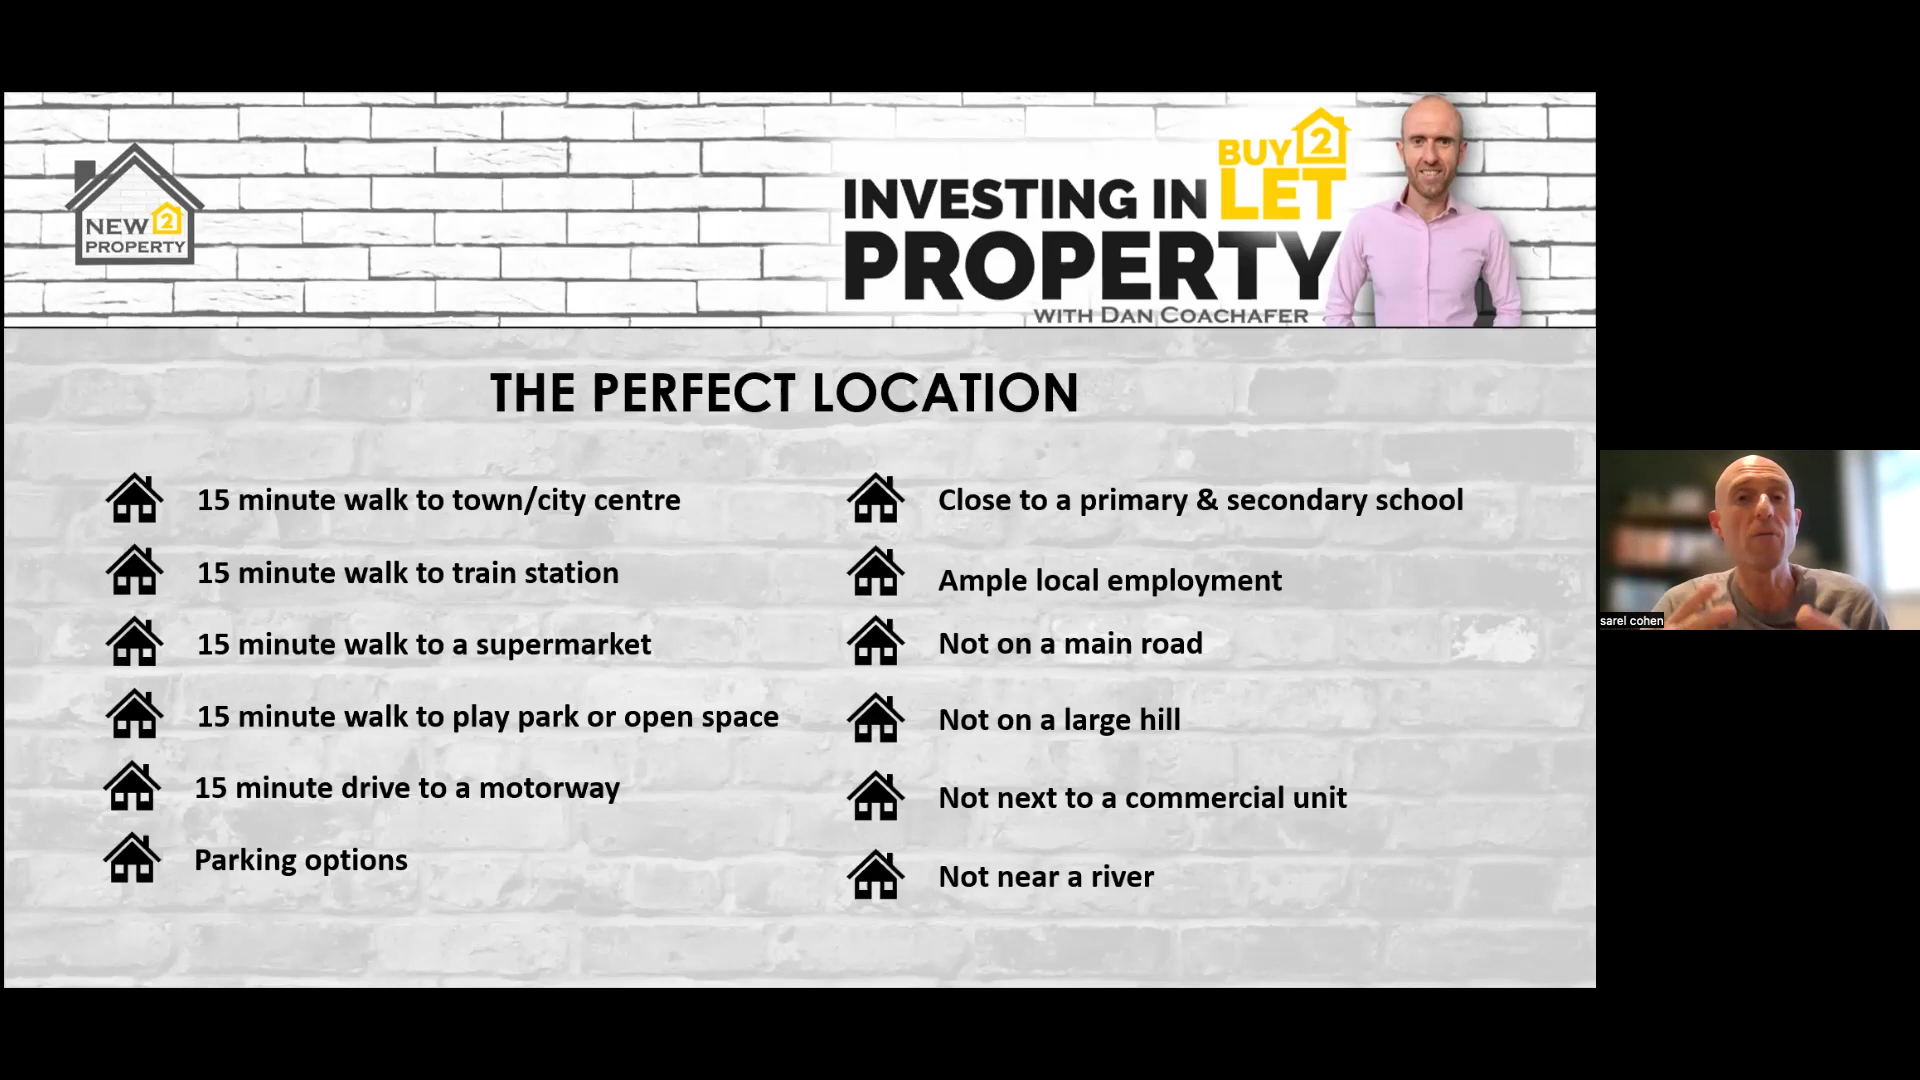 NEW 2
PROPERTY
BUY 2
INVESTING IN LET
PROPERTY
WITH DAN COACHAFER
THE PERFECT LOCATION
15 minute walk to town/city centre
15 minute walk to train station
15 minute walk to a supermarket
15 minute walk to play park or open space
15 minute drive to a motorway
Parking options
Close to a primary & secondary school
Ample local employment
Not on a main road
Not on a large hill
Not next to a commercial unit
Not near a river
sarel cohen